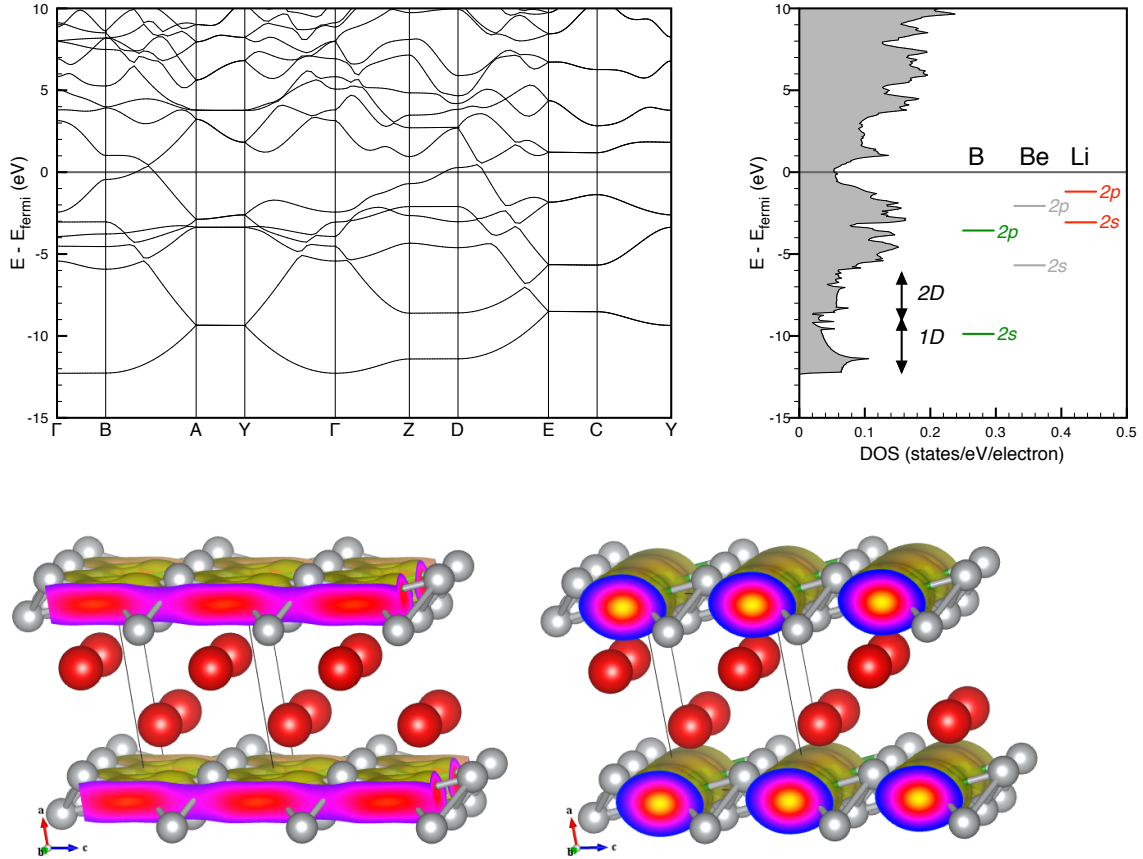 10
5
0
-5
-10
-15
E - E_fermi (eV)
Γ B A Y Γ Z D E C Y
10
5
0
-5
-10
-15
E - E_fermi (eV)
B Be Li
2p
2p
2s
2p
2s
2D
1D
2s
0 0.1 0.2 0.3 0.4 0.5
DOS (states/eV/electron)
a
b c
a
b c